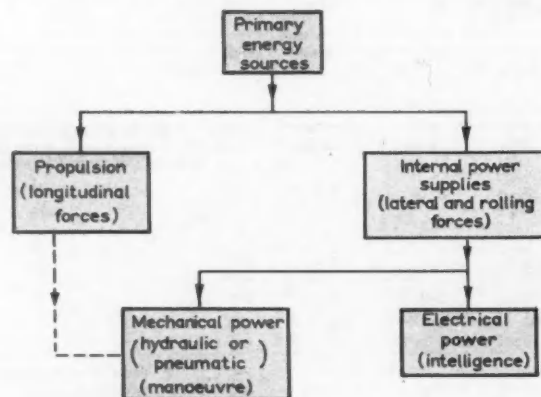 Primary
energy
sources
Propulsion
(longitudinal
forces)
Internal power
supplies
(lateral and rolling
forces)
Mechanical power
(hydraulic or
pneumatic)
(manoeuvre)
Electrical
power
(intelligence)